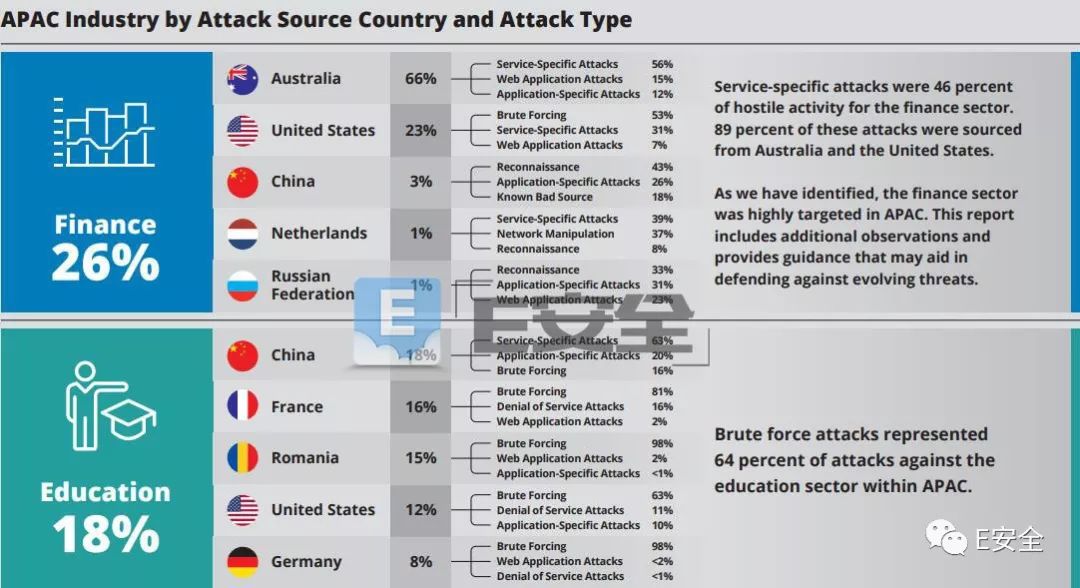 APAC Industry by Attack Source Country and Attack Type
Finance
26%
Australia 66%
Service-Specific Attacks 56%
Web Application Attacks 15%
Application-Specific Attacks 12%
United States 23%
Brute Forcing 53%
Service-Specific Attacks 31%
Web Application Attacks 7%
China 3%
Reconnaissance 43%
Application-Specific Attacks 26%
Known Bad Source 18%
Netherlands 1%
Service-Specific Attacks 39%
Network Manipulation 37%
Reconnaissance 8%
Russian
Federation 1%
Reconnaissance 33%
Application-Specific Attacks 31%
Web Application Attacks 23%
Service-specific attacks were 46 percent
of hostile activity for the finance sector.
89 percent of these attacks were sourced
from Australia and the United States.
As we have identified, the finance sector
was highly targeted in APAC. This report
includes additional observations and
provides guidance that may aid in
defending against evolving threats.
E E安全
Education
18%
China 18%
Service-Specific Attacks 63%
Application-Specific Attacks 20%
Brute Forcing 16%
France 16%
Brute Forcing 81%
Denial of Service Attacks 16%
Web Application Attacks 2%
Romania 15%
Brute Forcing 98%
Web Application Attacks 2%
Application-Specific Attacks <1%
United States 12%
Brute Forcing 63%
Denial of Service Attacks 11%
Application-Specific Attacks 10%
Germany 8%
Brute Forcing 98%
Web Application Attacks <2%
Denial of Service Attacks <1%
Brute force attacks represented
64 percent of attacks against the
education sector within APAC.
E安全